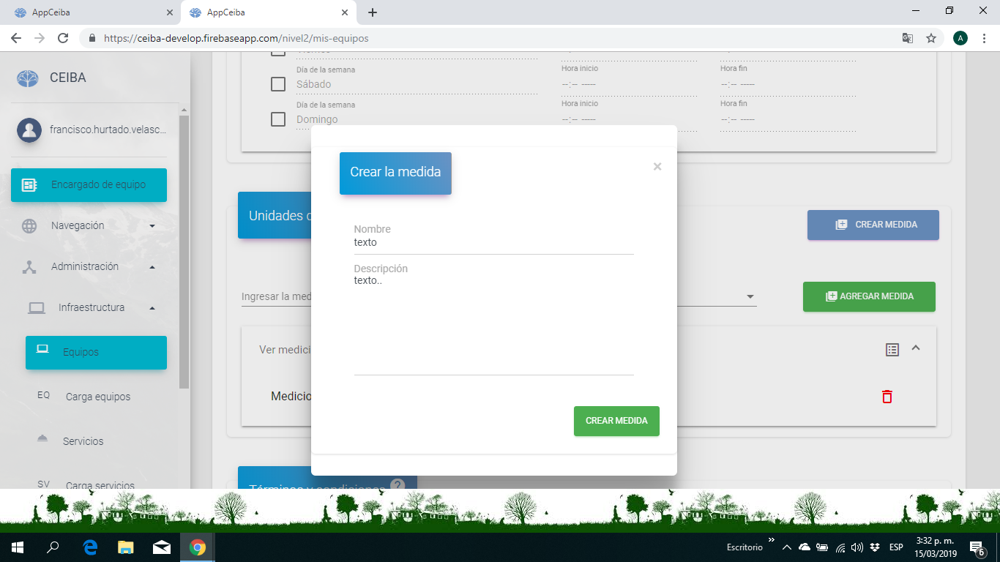 AppCeiba
AppCeiba
https://ceiba-develop.firebaseapp.com/nivel2/mis-equipos
A
CEIBA
francisco.hurtado.velasc...
Encargado de equipo
Navegación
Administración
Infraestructura
Equipos
EQ Carga equipos
Servicios
SV Carga servicios
Día de la semana Hora inicio Hora fin
Sábado --:-- ----- --:-- -----
Día de la semana Hora inicio Hora fin
Domingo --:-- ----- --:-- -----
Unidades
CREAR MEDIDA
Ingresar la med
AGREGAR MEDIDA
Ver medici
Medicio
Términos y condiciones ?
Crear la medida ×
Nombre
texto
Descripción
texto..
CREAR MEDIDA
Escritorio » ESP
3:32 p. m.
15/03/2019
6